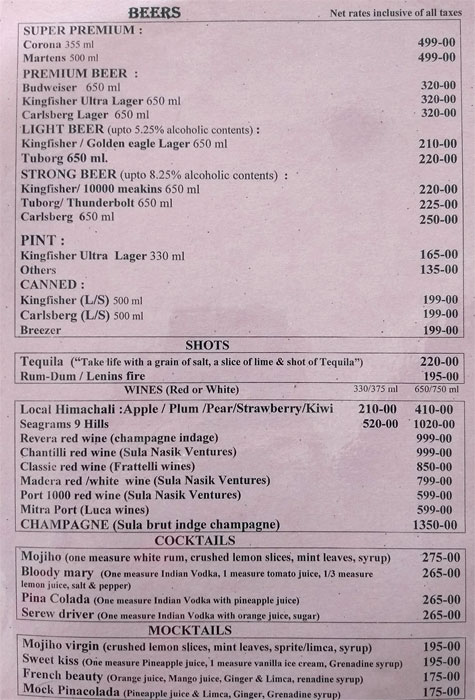 BEERS Net rates inclusive of all taxes
SUPER PREMIUM :
Corona 355 ml 499-00
Martens 500 ml 499-00
PREMIUM BEER :
Budweiser 650 ml 320-00
Kingfisher Ultra Lager 650 ml 320-00
Carlsberg Lager 650 ml 320-00
LIGHT BEER (upto 5.25% alcoholic contents) :
Kingfisher / Golden eagle Lager 650 ml 210-00
Tuborg 650 ml. 220-00
STRONG BEER (upto 8.25% alcoholic contents) :
Kingfisher/ 10000 meakins 650 ml 220-00
Tuborg/ Thunderbolt 650 ml 225-00
Carlsberg 650 ml 250-00
PINT :
Kingfisher Ultra Lager 330 ml 165-00
Others 135-00
CANNED :
Kingfisher (L/S) 500 ml 199-00
Carlsberg (L/S) 500 ml 199-00
Breezer 199-00
SHOTS
Tequila ("Take life with a grain of salt, a slice of lime & shot of Tequila") 220-00
Rum-Dum / Lenins fire 195-00
WINES (Red or White) 330/375 ml 650/750 ml
Local Himachali :Apple / Plum /Pear/Strawberry/Kiwi 210-00 410-00
Seagrams 9 Hills 520-00 1020-00
Revera red wine (champagne indage) 999-00
Chantilli red wine (Sula Nasik Ventures) 999-00
Classic red wine (Frattelli wines) 850-00
Madera red /white wine (Sula Nasik Ventures) 799-00
Port 1000 red wine (Sula Nasik Ventures) 599-00
Mitra Port (Luca wines) 599-00
CHAMPAGNE (Sula brut indge champagne) 1350-00
COCKTAILS
Mojiho (one measure white rum, crushed lemon slices, mint leaves, syrup) 275-00
Bloody mary (One measure Indian Vodka, 1 measure tomato juice, 1/3 measure 265-00
lemon juice, salt & pepper)
Pina Colada (One measure Indian Vodka with pineapple juice) 265-00
Serew driver (One measure Indian Vodka with orange juice, sugar) 265-00
MOCKTAILS
Mojiho virgin (crushed lemon slices, mint leaves, sprite/limca, syrup) 195-00
Sweet kiss (One measure Pineapple juice, 1 measure vanilla ice cream, Grenadine syrup) 195-00
French beauty (Orange juice, Mango juice, Ginger & Limca, renadine syrup) 175-00
Mock Pinacolada (Pineapple juice & Limca, Ginger, Grenadine syrup) 175-00